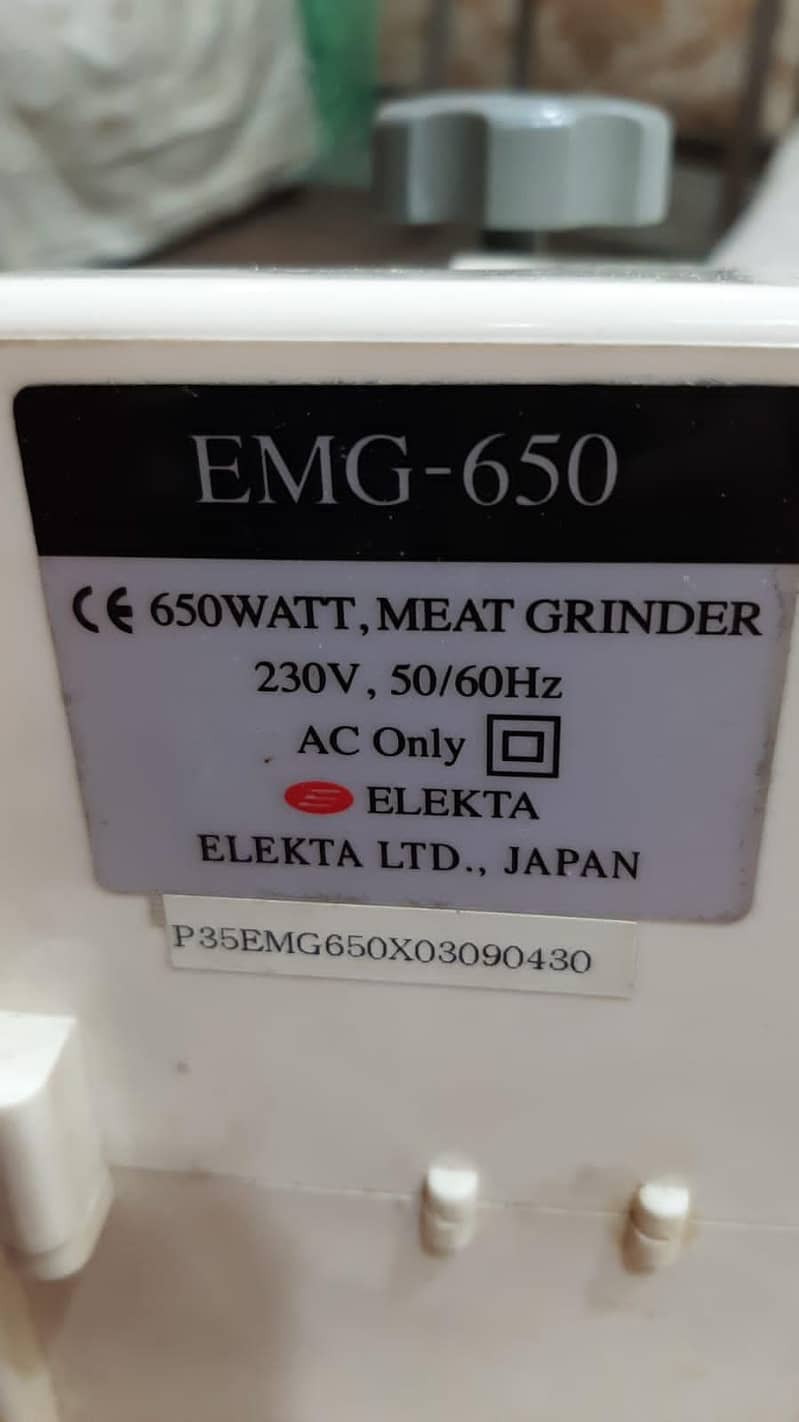 EMG-650
CE 650WATT, MEAT GRINDER
230V, 50/60Hz
AC Only
ELEKTA
ELEKTA LTD., JAPAN
P35EMG650X03090430